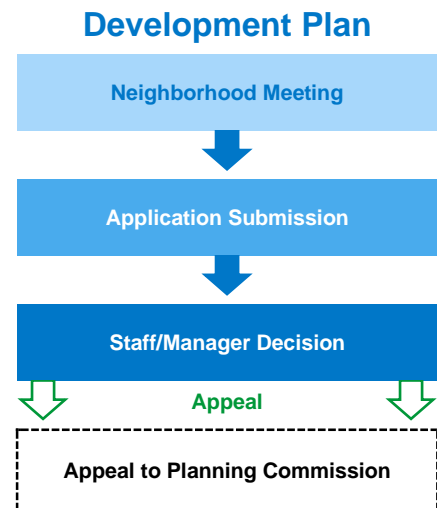 Development Plan
Neighborhood Meeting
Application Submission
Staff/Manager Decision
Appeal
Appeal to Planning Commission